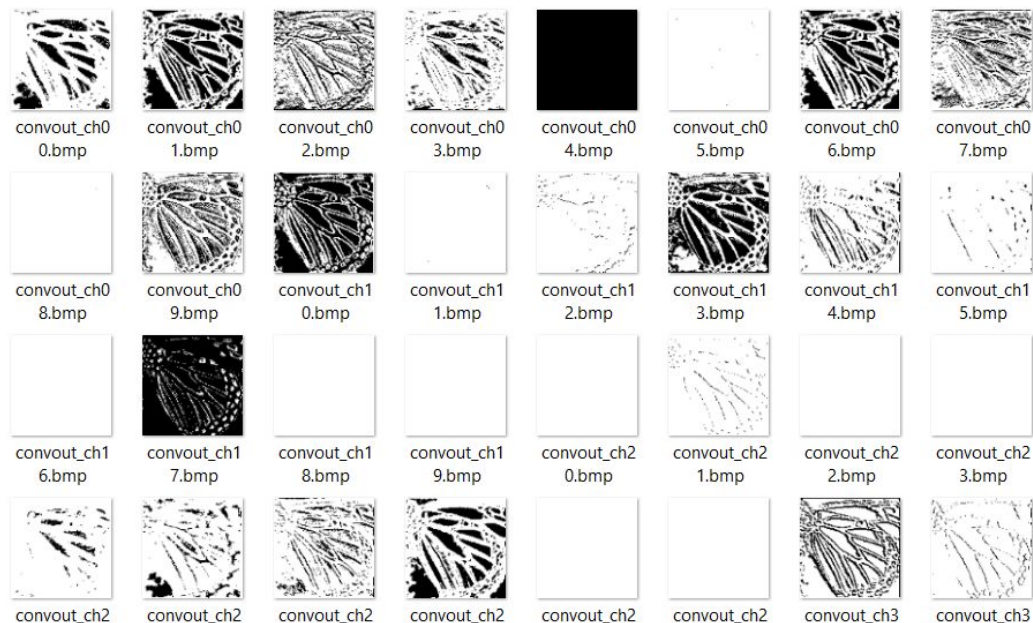 convout_ch0 convout_ch0 convout_ch0 convout_ch0 convout_ch0 convout_ch0 convout_ch0 convout_ch0
0.bmp 1.bmp 2.bmp 3.bmp 4.bmp 5.bmp 6.bmp 7.bmp
convout_ch0 convout_ch0 convout_ch1 convout_ch1 convout_ch1 convout_ch1 convout_ch1 convout_ch1
8.bmp 9.bmp 0.bmp 1.bmp 2.bmp 3.bmp 4.bmp 5.bmp
convout_ch1 convout_ch1 convout_ch1 convout_ch1 convout_ch2 convout_ch2 convout_ch2 convout_ch2
6.bmp 7.bmp 8.bmp 9.bmp 0.bmp 1.bmp 2.bmp 3.bmp
convout_ch2 convout_ch2 convout_ch2 convout_ch2 convout_ch2 convout_ch2 convout_ch3 convout_ch3